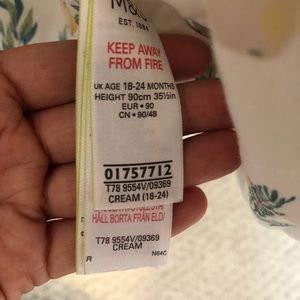 M&S
EST. 1884
KEEP AWAY
FROM FIRE
UK AGE 18-24 MONTHS
HEIGHT 90cm 35½in
EUR • 90
CN • 90/48
01757712
T78 9554V/09369
CREAM (18-24)
HÅLL BORTA FRÅN ELD/
T78 9554V/09369
CREAM
R
N64C